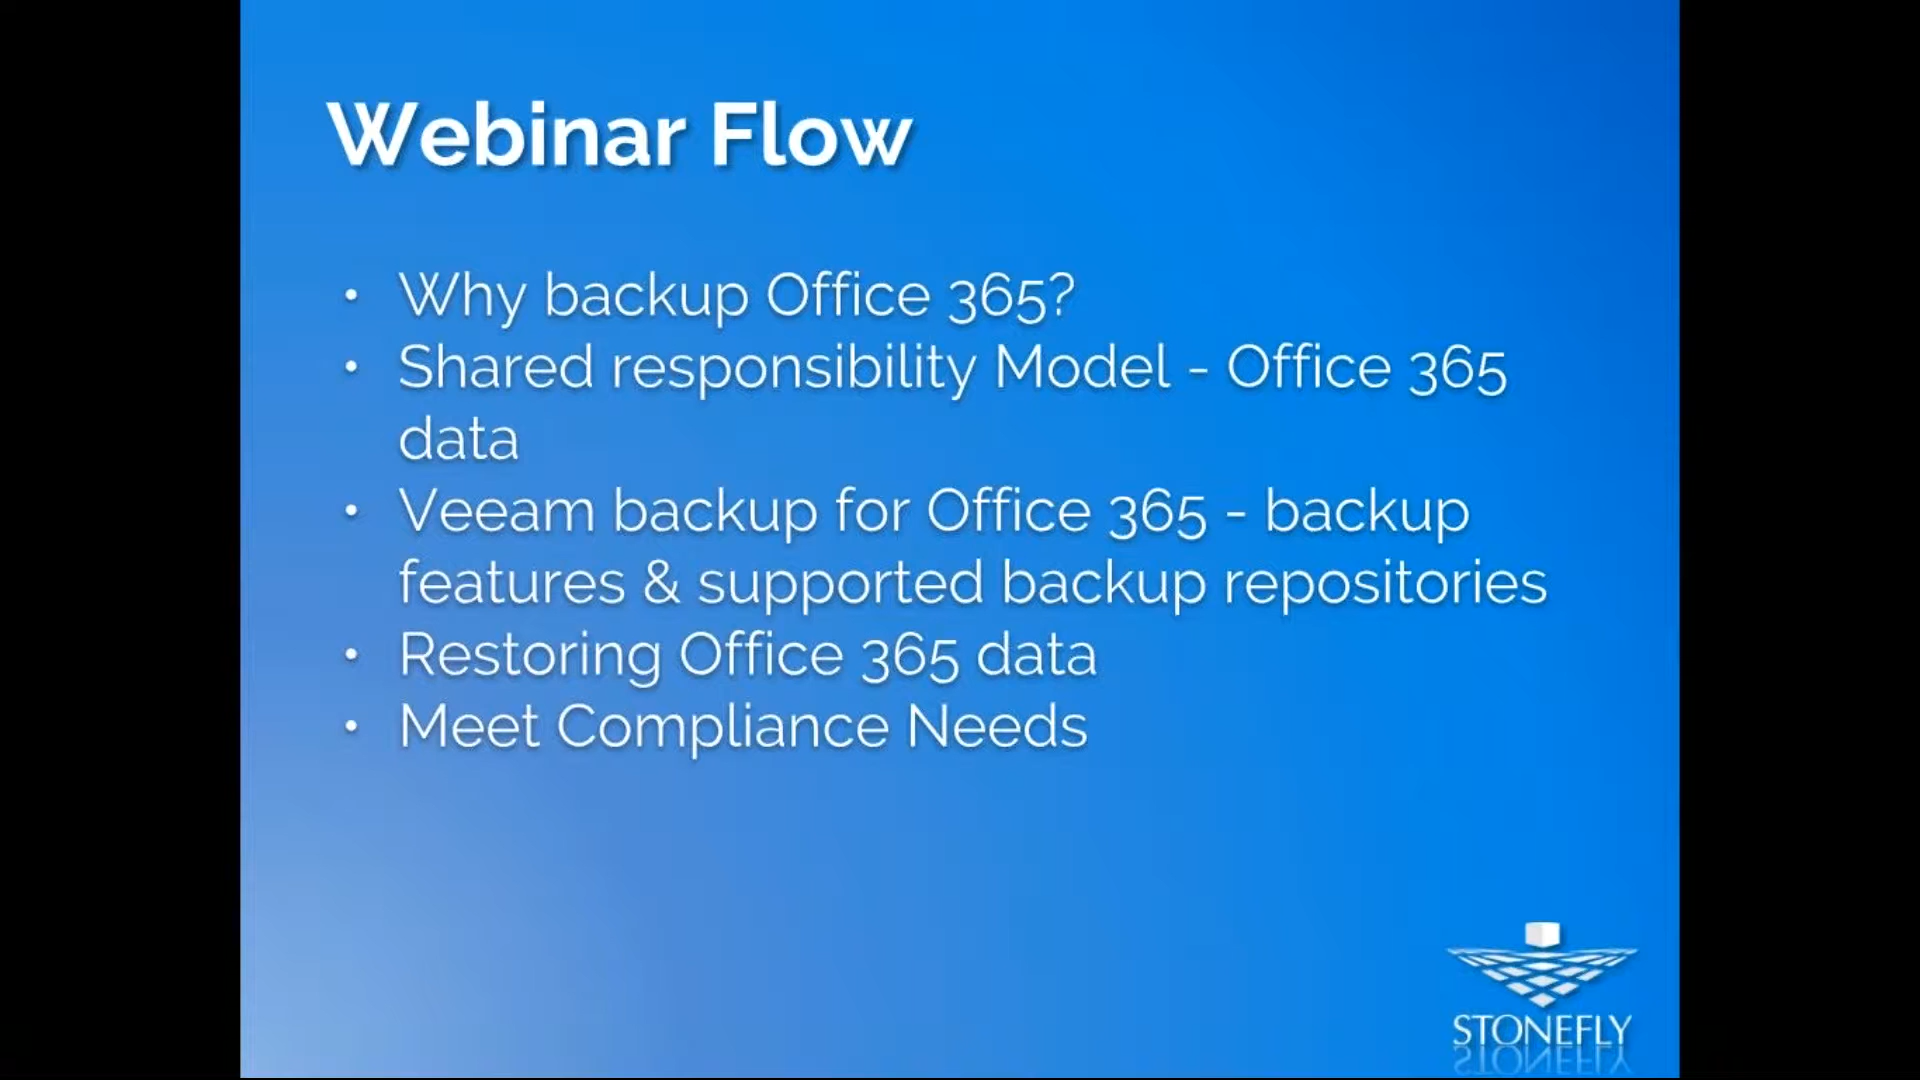 Webinar Flow
• Why backup Office 365?
• Shared responsibility Model - Office 365
data
• Veeam backup for Office 365 - backup
features & supported backup repositories
• Restoring Office 365 data
• Meet Compliance Needs
STONEFLY